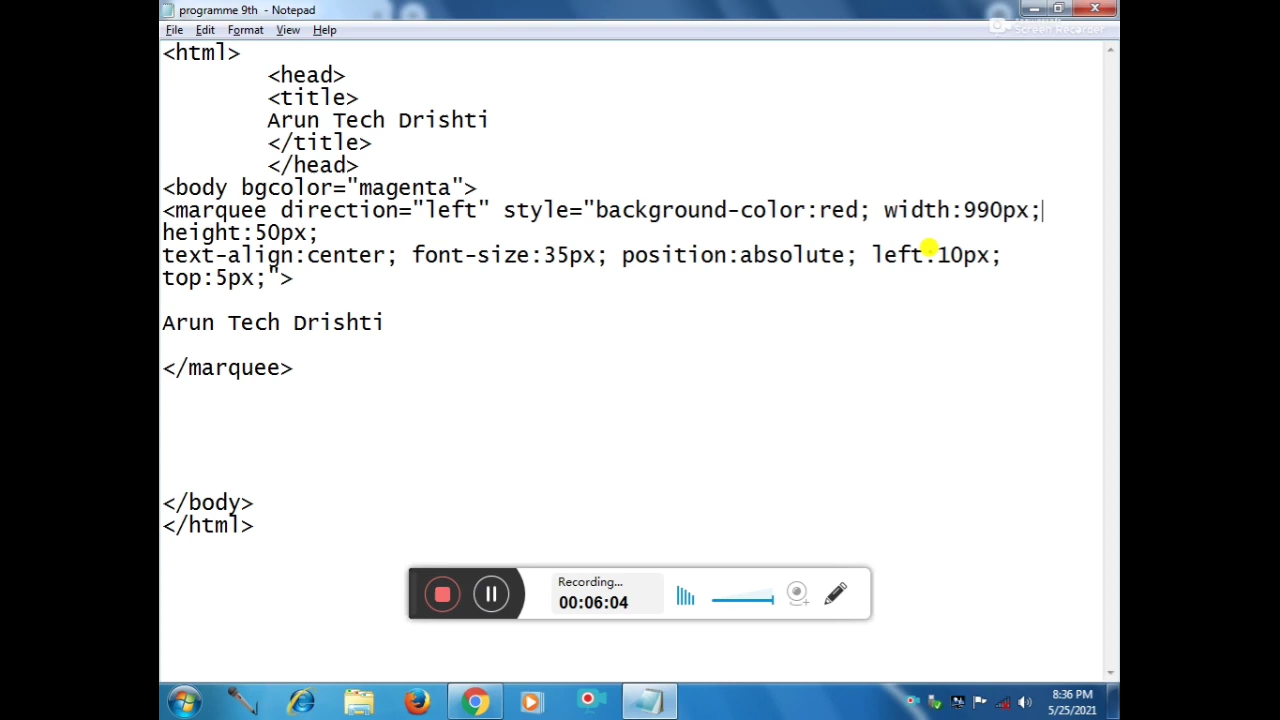 programme 9th - Notepad
File Edit Format View Help
Screen Recorder
<html>
<head>
<title>
Arun Tech Drishti
</title>
</head>
<body bgcolor="magenta">
<marquee direction="left" style="background-color:red; width:990px;
height:50px;
text-align:center; font-size:35px; position:absolute; left:10px;
top:5px;">
Arun Tech Drishti
</marquee>
</body>
</html>
Recording...
00:06:04
8:36 PM
5/25/2021